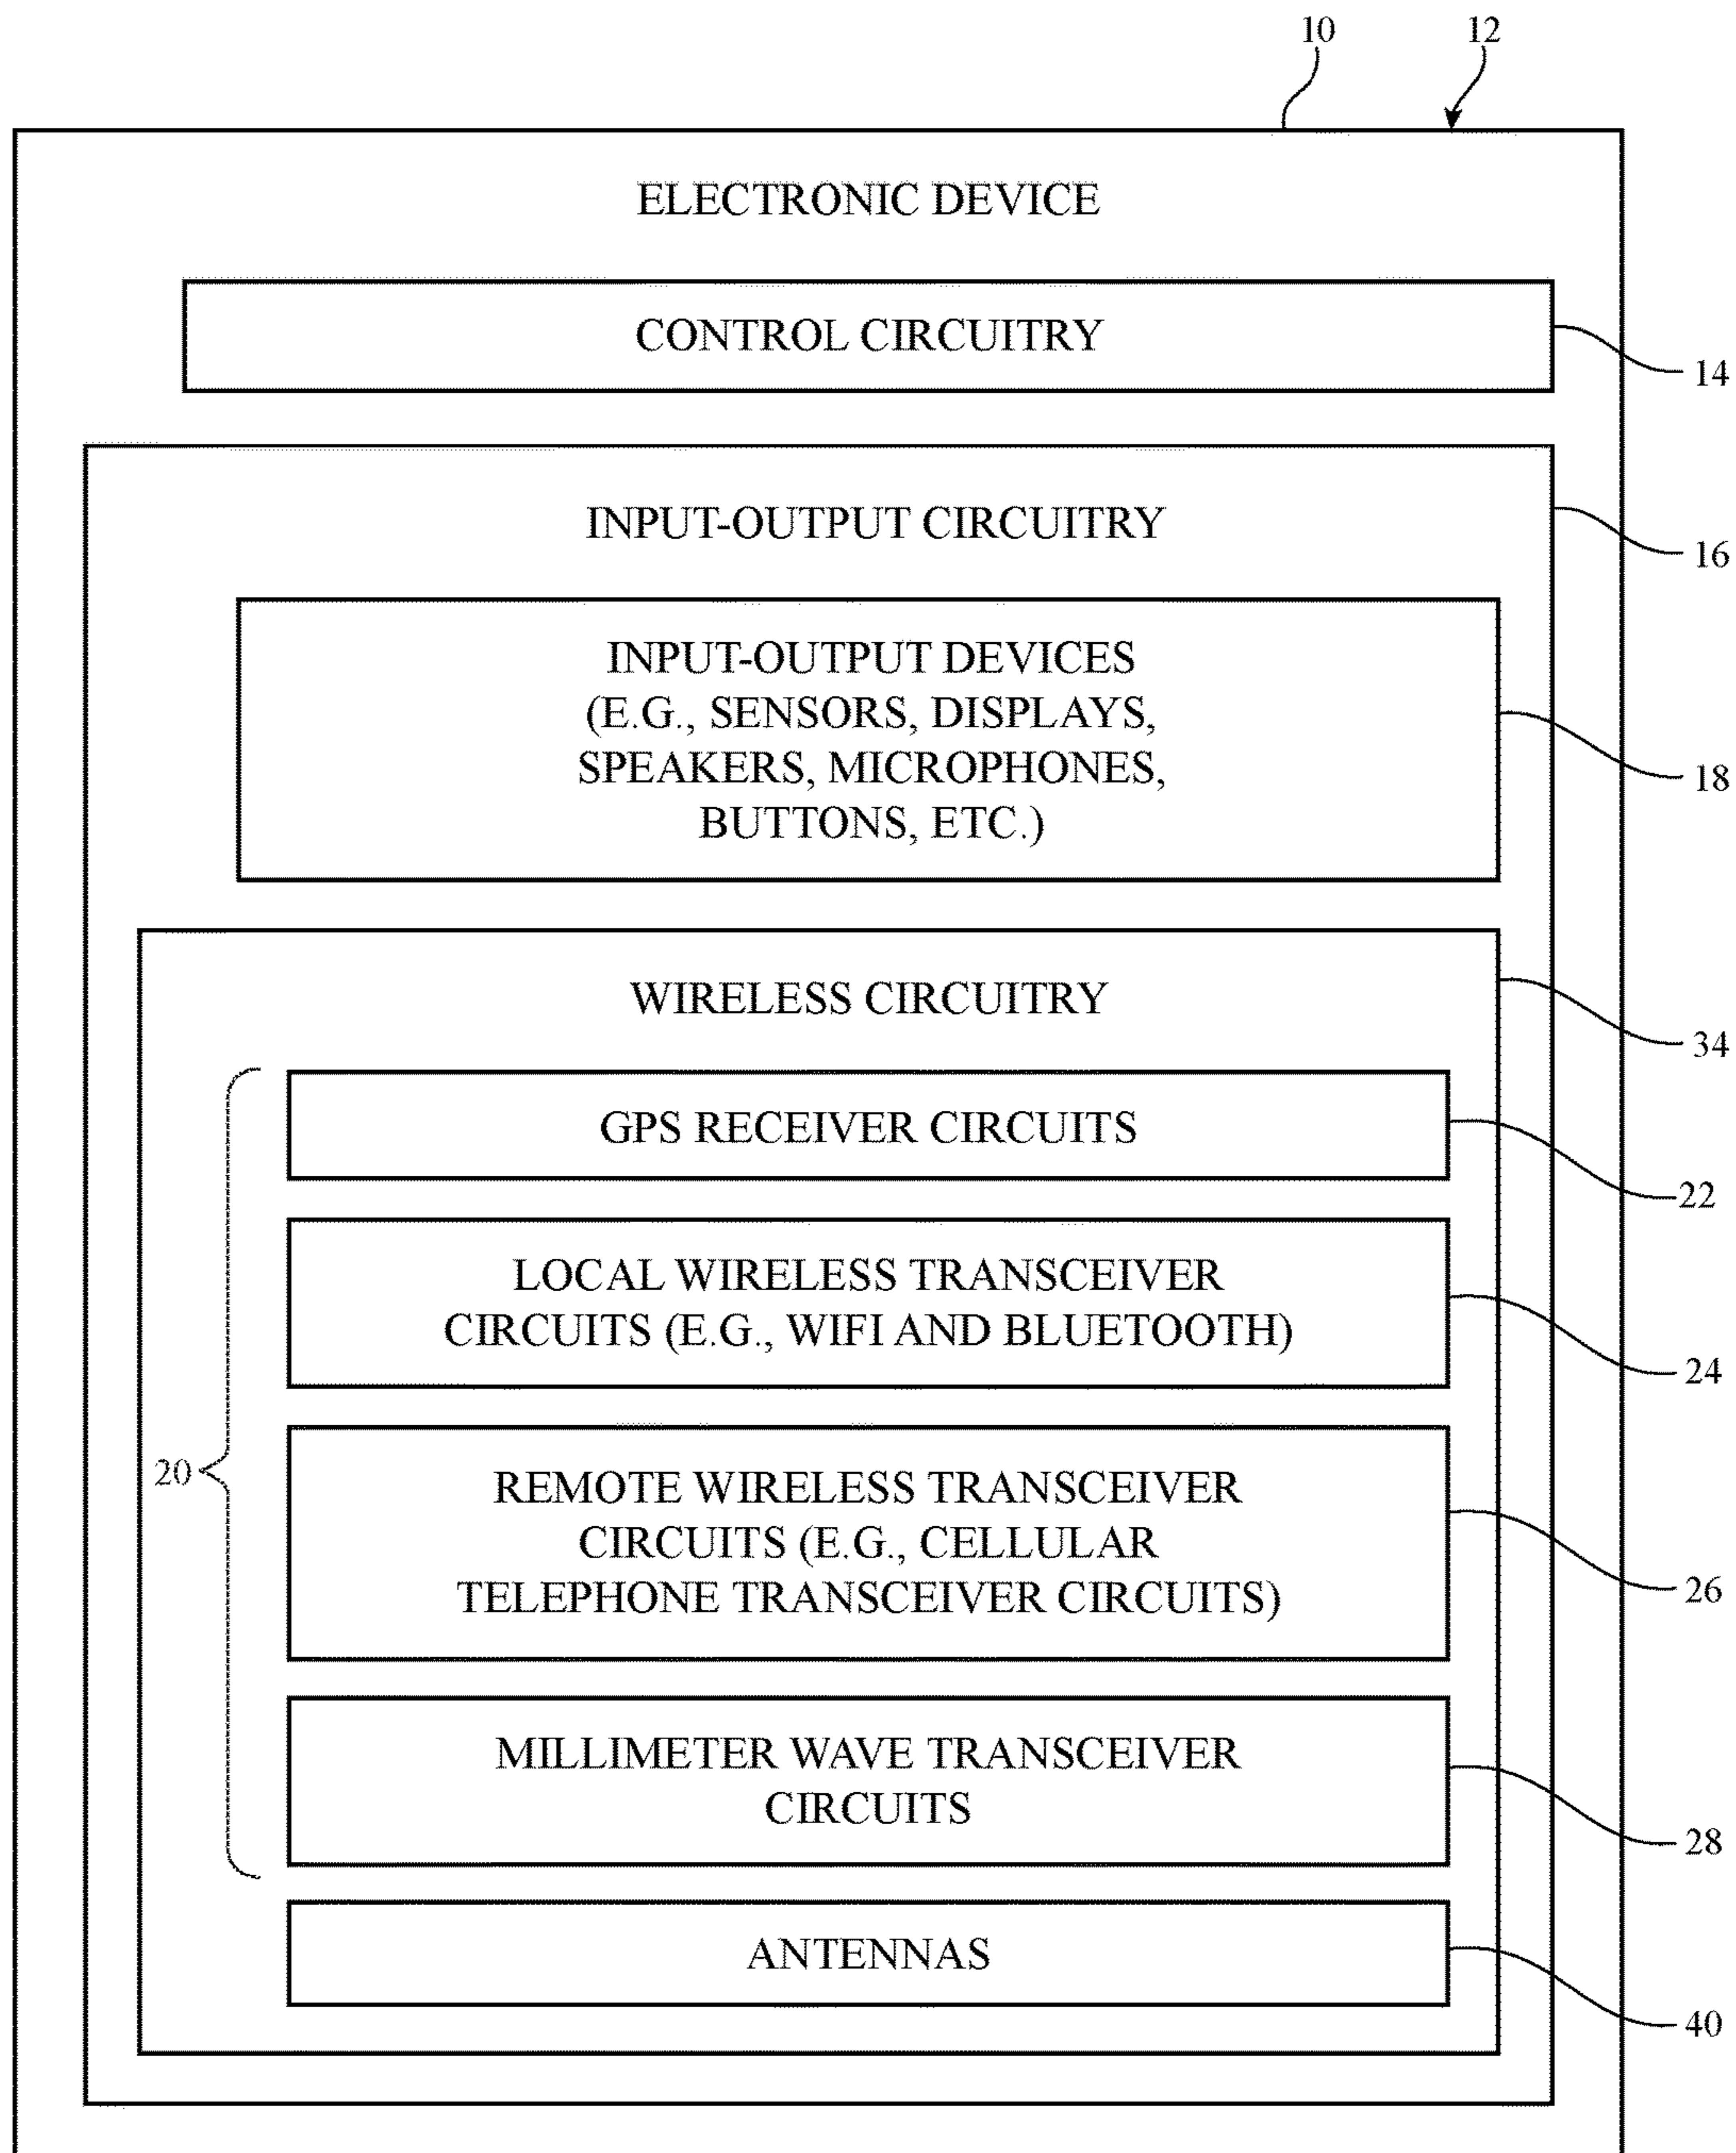 10
12
ELECTRONIC DEVICE
CONTROL CIRCUITRY
14
INPUT-OUTPUT CIRCUITRY
16
INPUT-OUTPUT DEVICES
(E.G., SENSORS, DISPLAYS,
SPEAKERS, MICROPHONES,
BUTTONS, ETC.)
18
WIRELESS CIRCUITRY
34
GPS RECEIVER CIRCUITS
22
LOCAL WIRELESS TRANSCEIVER
CIRCUITS (E.G., WIFI AND BLUETOOTH)
24
20
REMOTE WIRELESS TRANSCEIVER
CIRCUITS (E.G., CELLULAR
TELEPHONE TRANSCEIVER CIRCUITS)
26
MILLIMETER WAVE TRANSCEIVER
CIRCUITS
28
ANTENNAS
40